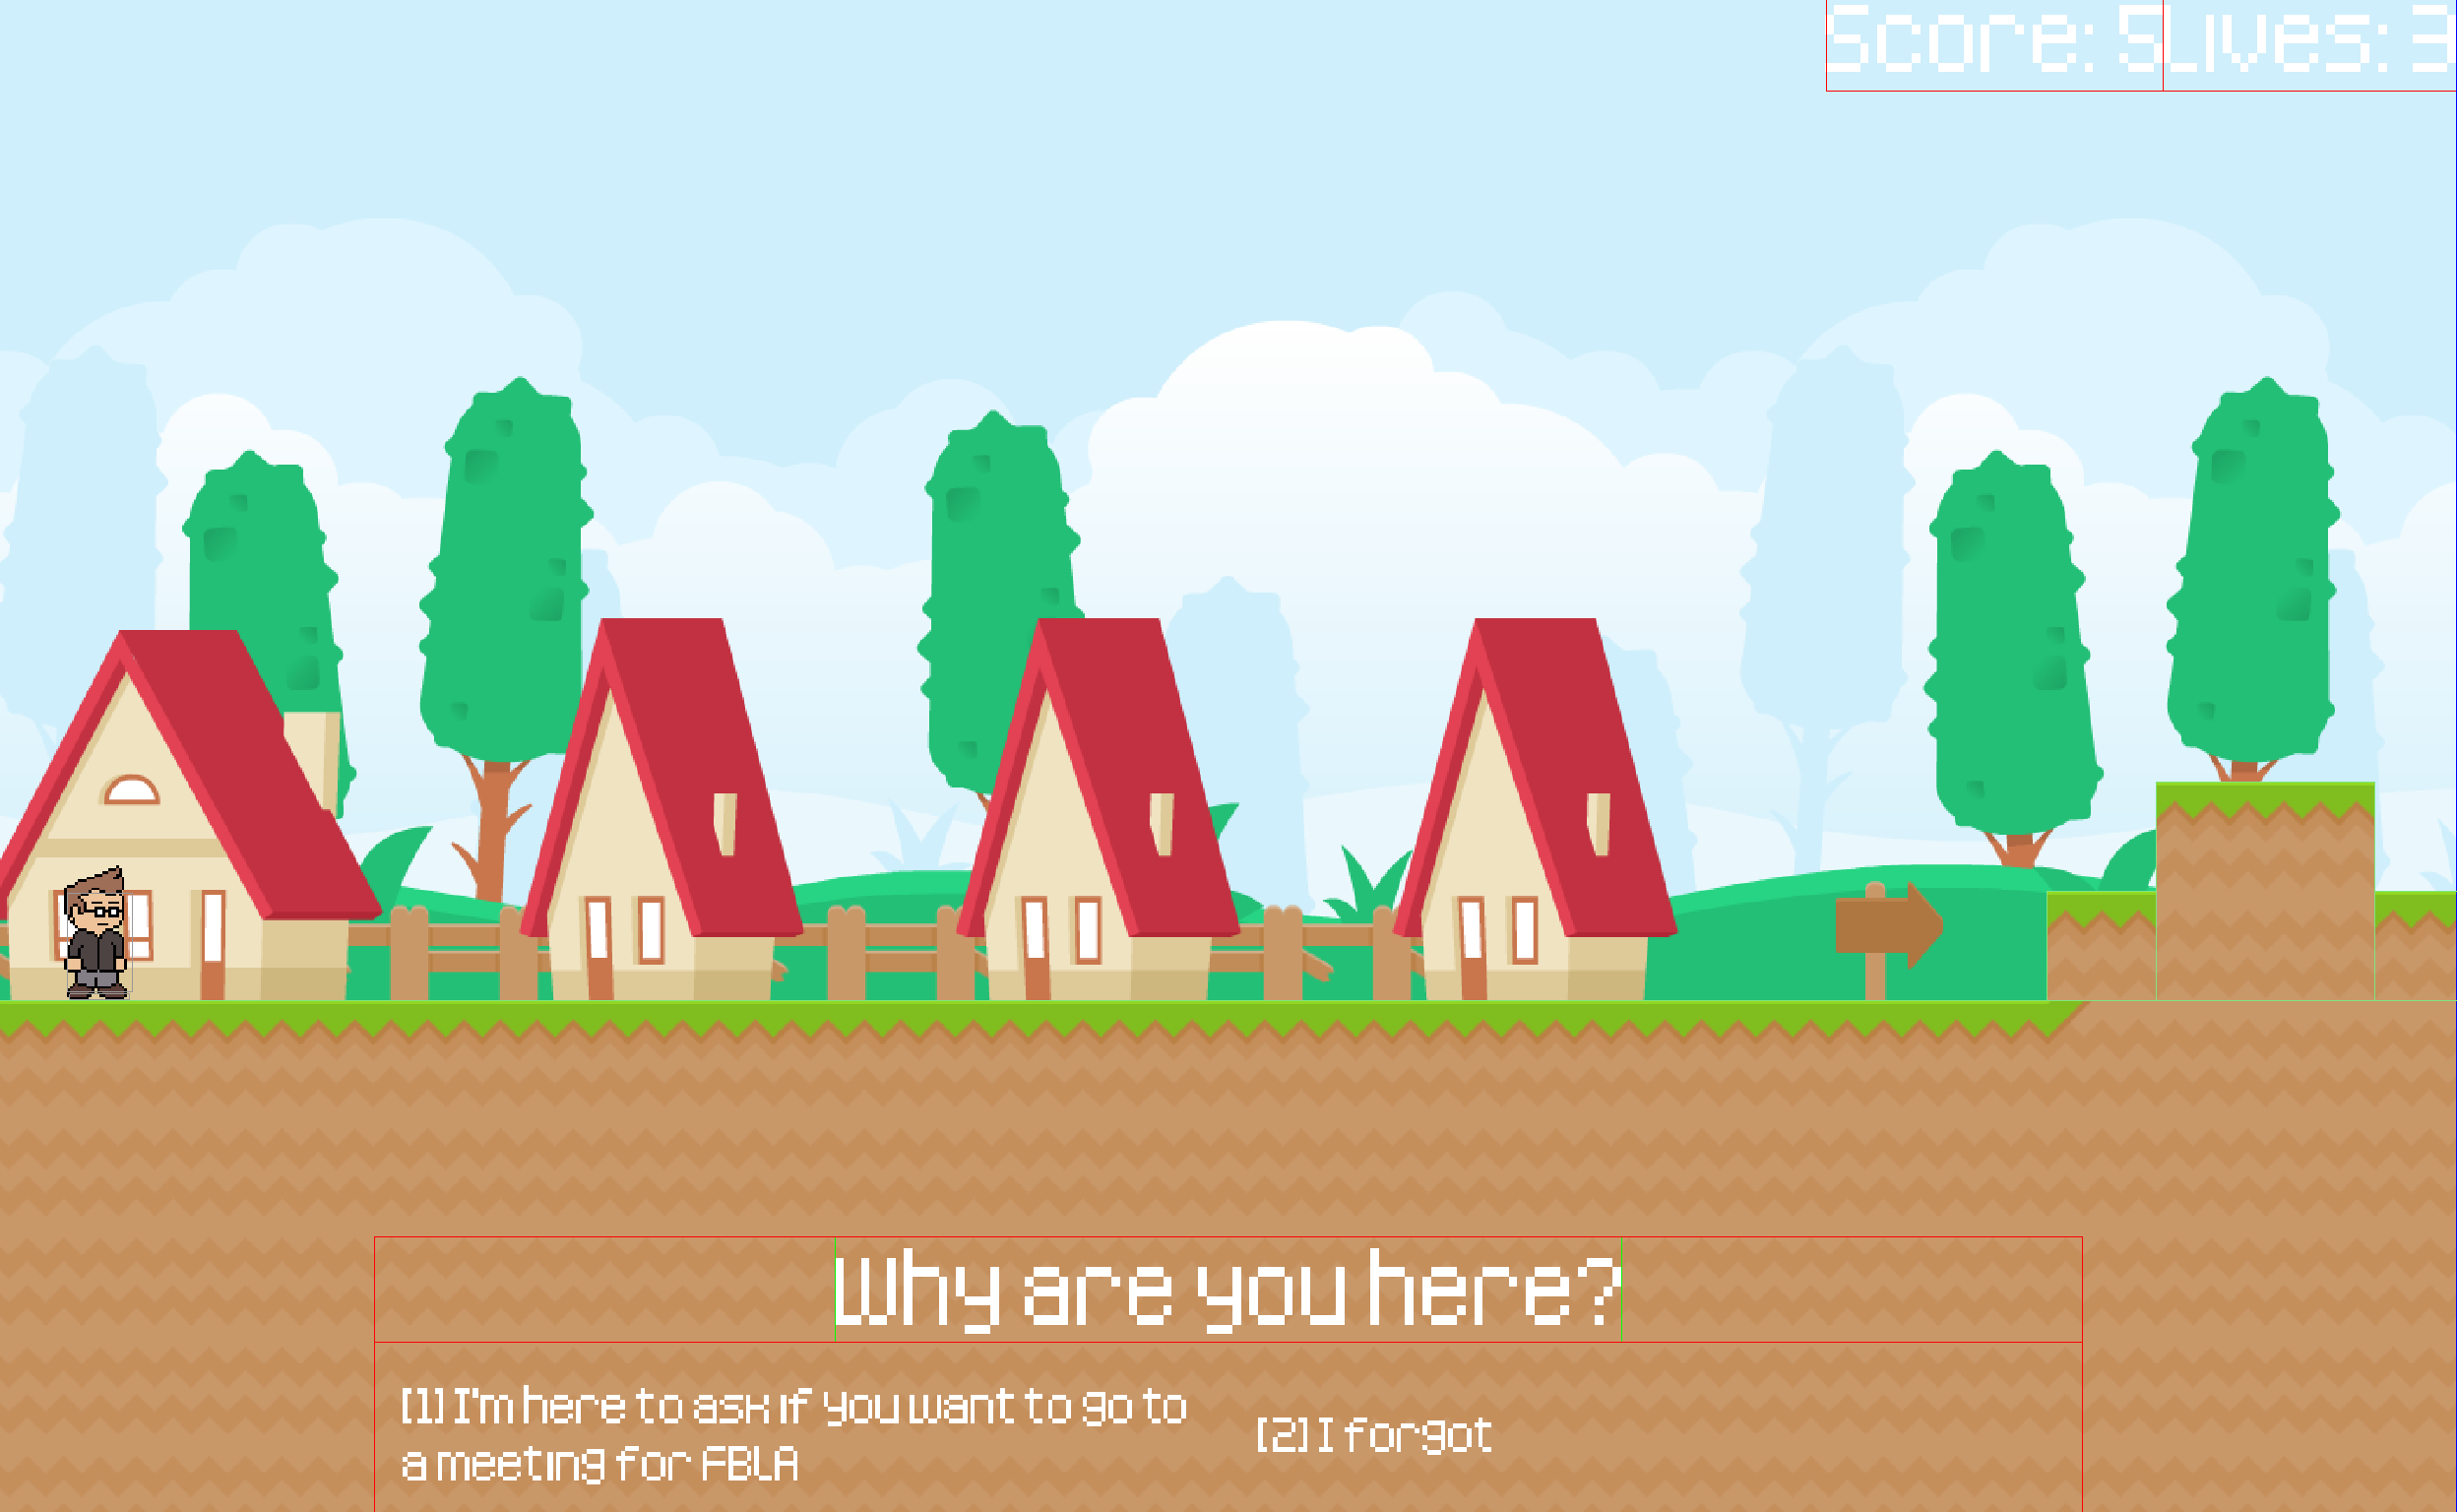 Score: 5 Lives: 3
Why are you here?
[1] I'm here to ask if you want to go to
a meeting for FBLA
[2] I forgot